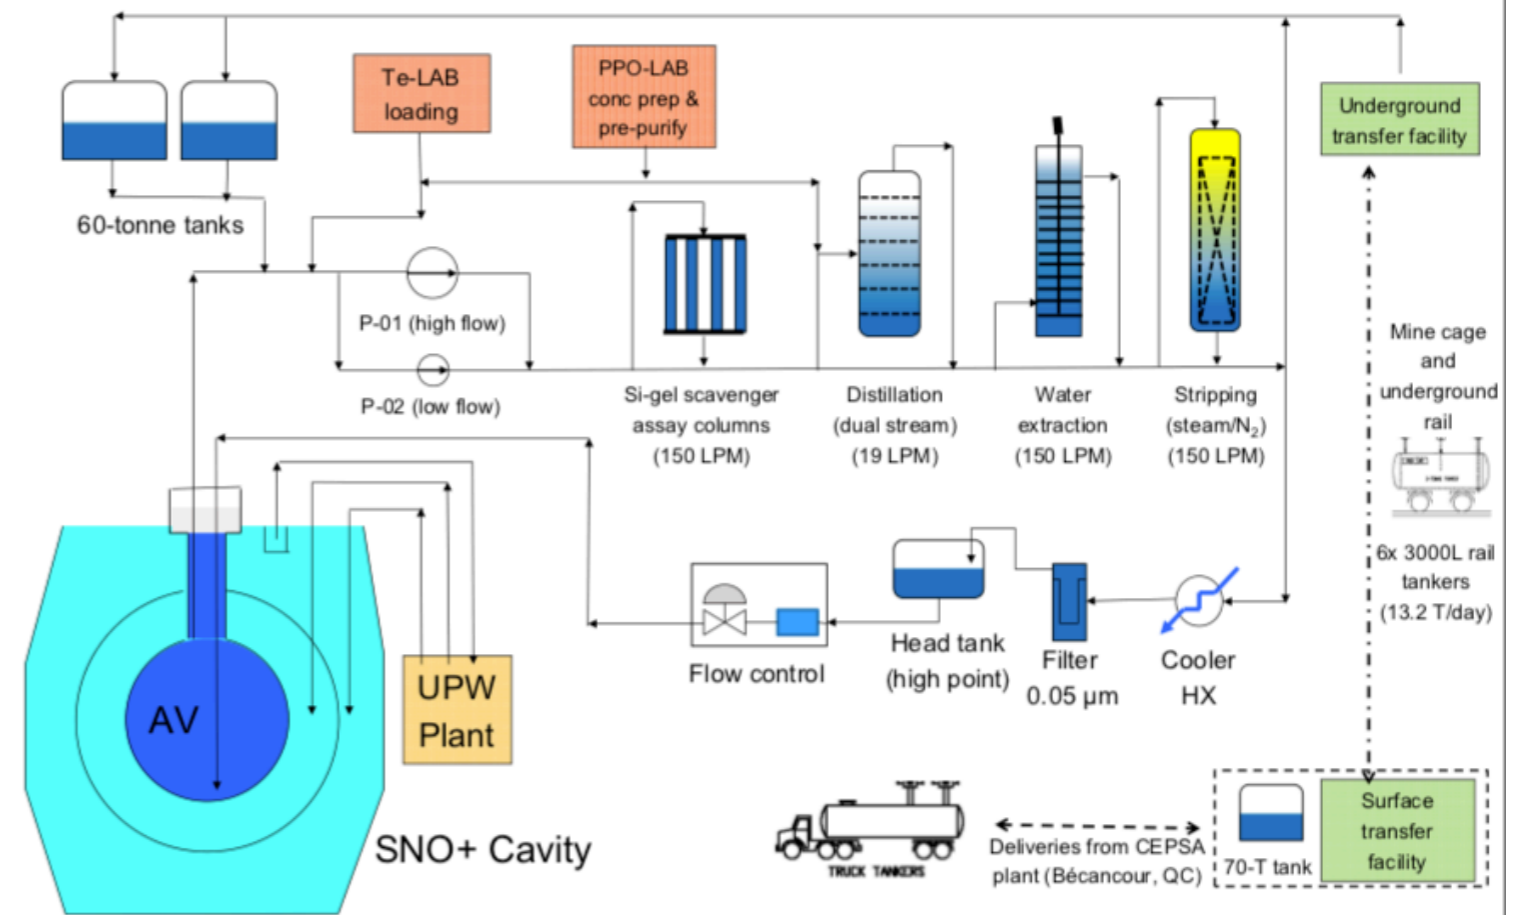 Te-LAB
loading
PPO-LAB
conc prep &
pre-purify
Underground
transfer facility
60-tonne tanks
P-01 (high flow)
P-02 (low flow)
Si-gel scavenger
assay columns
(150 LPM)
Distillation
(dual stream)
(19 LPM)
Water
extraction
(150 LPM)
Stripping
(steam/N₂)
(150 LPM)
Mine cage
and
underground
rail
6x 3000L rail
tankers
(13.2 T/day)
AV
UPW
Plant
SNO+ Cavity
Flow control
Head tank
(high point)
Filter
0.05 µm
Cooler
HX
TRUCK TANKERS
Deliveries from CEPSA
plant (Bécancour, QC)
70-T tank
Surface
transfer
facility